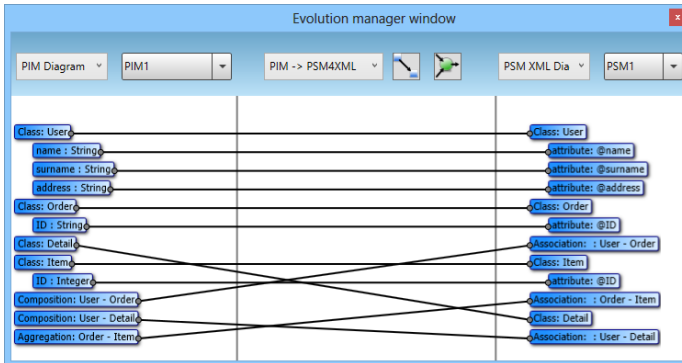 Evolution manager window
x
PIM Diagram PIM1 PIM -> PSM4XML PSM XML Dia PSM1
Class: User Class: User
name : String attribute: @name
surname : String attribute: @surname
address : String attribute: @address
Class: Order Class: Order
ID : String attribute: @ID
Class: Detail Association: : User - Order
Class: Item Class: Item
ID : Integer attribute: @ID
Composition: User - Order Association: : Order - Item
Composition: User - Detail Class: Detail
Aggregation: Order - Item Association: : User - Detail